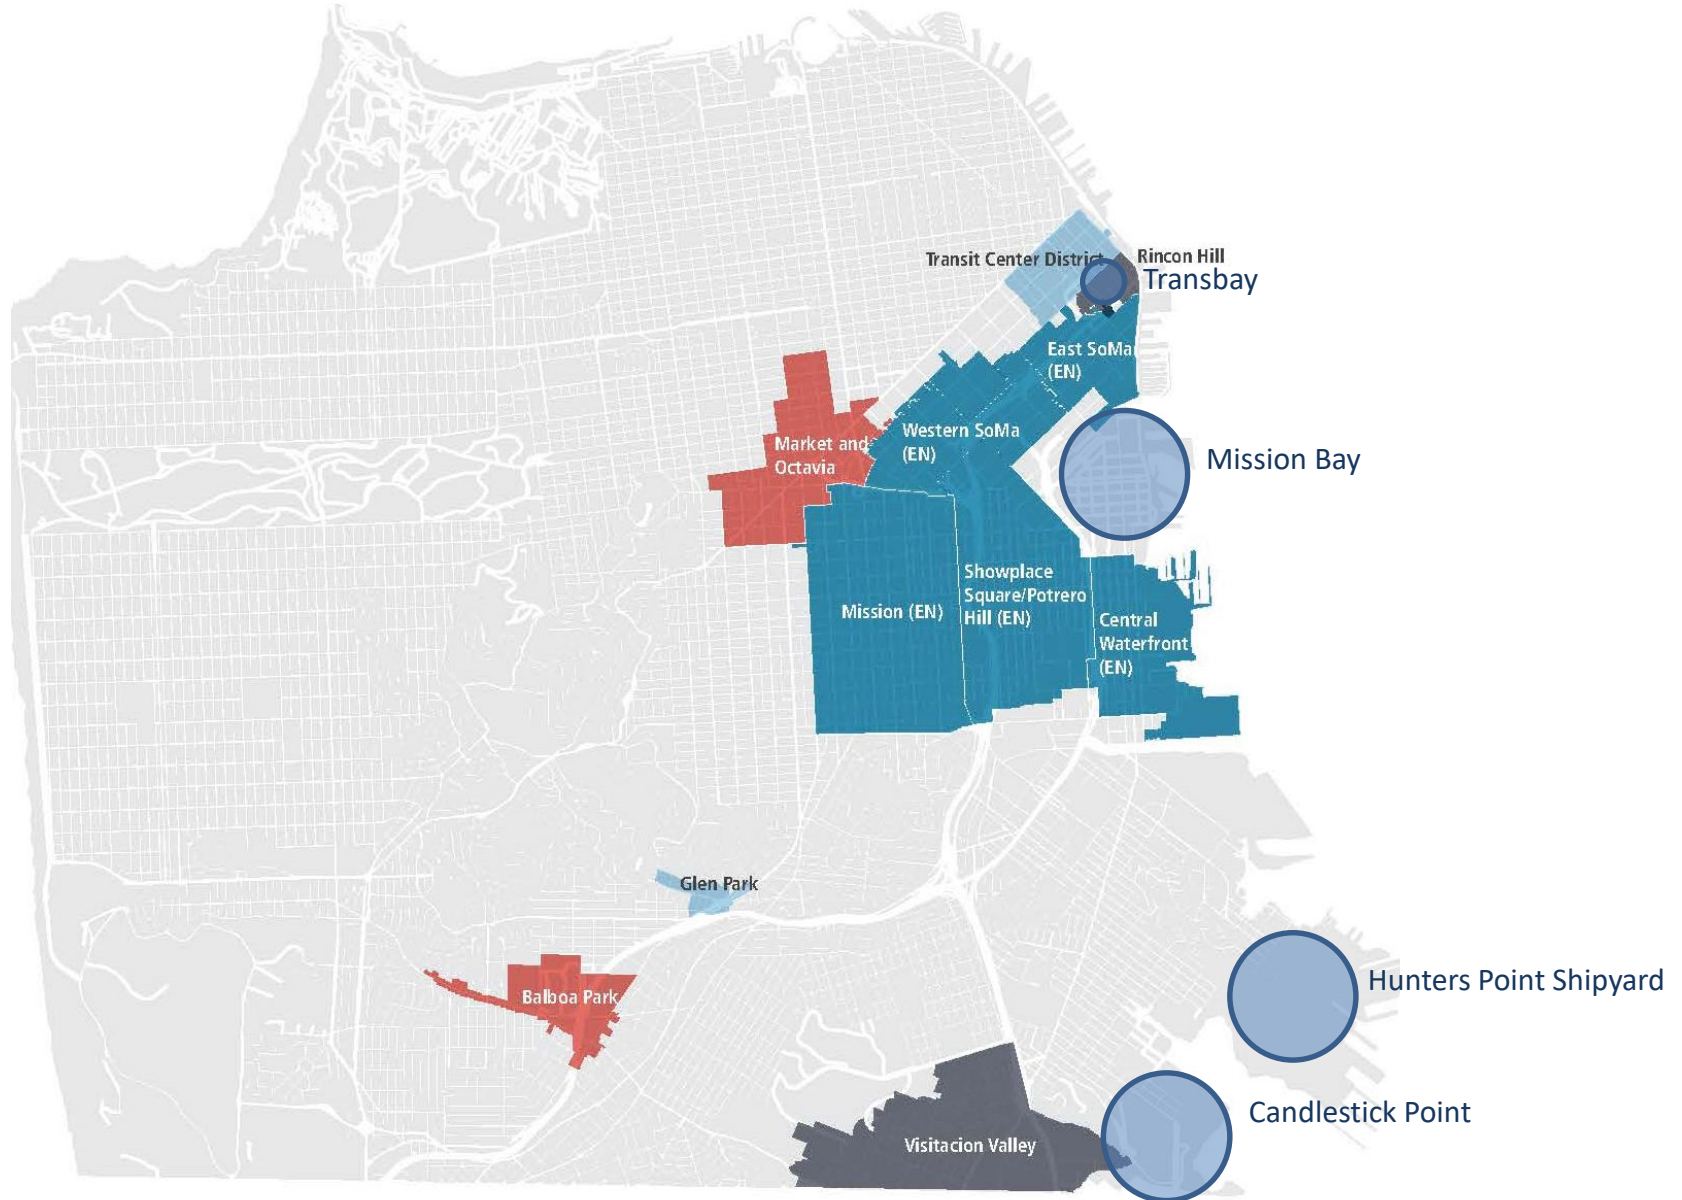 Transit Center District
Rincon Hill
Transbay
East SoMa
(EN)
Market and
Octavia
Western SoMa
(EN)
Mission Bay
Mission (EN)
Showplace
Square/Potrero
Hill (EN)
Central
Waterfront
(EN)
Glen Park
Balboa Park
Hunters Point Shipyard
Candlestick Point
Visitacion Valley